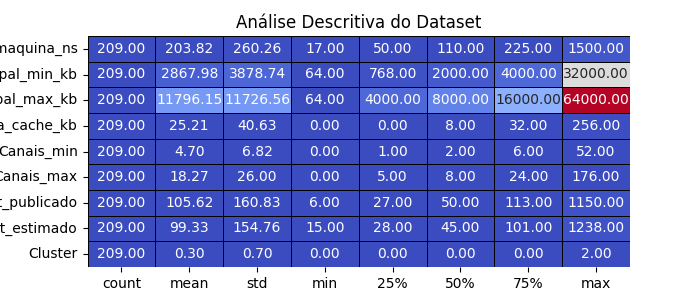 Análise Descritiva do Dataset
maquina_ns 209.00 203.82 260.26 17.00 50.00 110.00 225.00 1500.00
pal_min_kb 209.00 2867.98 3878.74 64.00 768.00 2000.00 4000.00 32000.00
pal_max_kb 209.00 11796.15 11726.56 64.00 4000.00 8000.00 16000.00 64000.00
a_cache_kb 209.00 25.21 40.63 0.00 0.00 8.00 32.00 256.00
Canais_min 209.00 4.70 6.82 0.00 1.00 2.00 6.00 52.00
Canais_max 209.00 18.27 26.00 0.00 5.00 8.00 24.00 176.00
t_publicado 209.00 105.62 160.83 6.00 27.00 50.00 113.00 1150.00
t_estimado 209.00 99.33 154.76 15.00 28.00 45.00 101.00 1238.00
Cluster 209.00 0.30 0.70 0.00 0.00 0.00 0.00 2.00
count mean std min 25% 50% 75% max